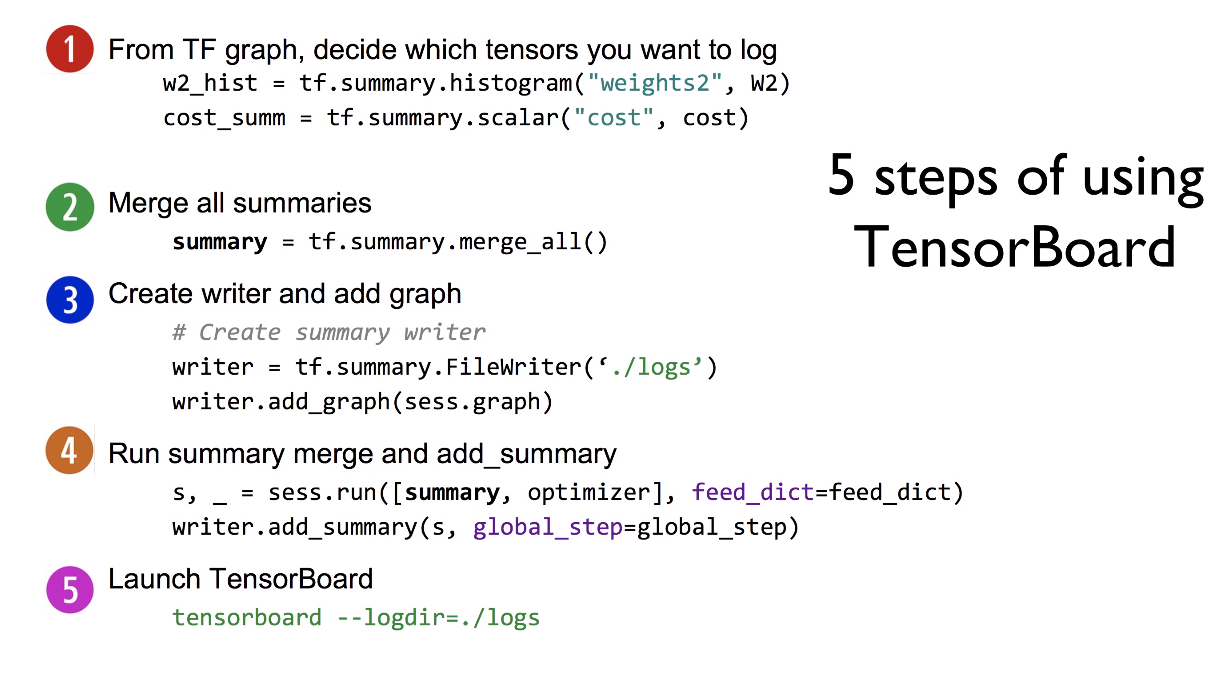 1 From TF graph, decide which tensors you want to log
w2_hist = tf.summary.histogram("weights2", W2)
cost_summ = tf.summary.scalar("cost", cost)
5 steps of using
TensorBoard
2 Merge all summaries
summary = tf.summary.merge_all()
3 Create writer and add graph
# Create summary writer
writer = tf.summary.FileWriter(‘./logs’)
writer.add_graph(sess.graph)
4 Run summary merge and add_summary
s, _ = sess.run([summary, optimizer], feed_dict=feed_dict)
writer.add_summary(s, global_step=global_step)
5 Launch TensorBoard
tensorboard --logdir=./logs